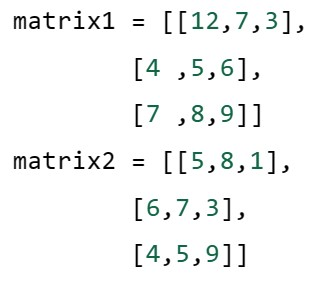 matrix1 = [[12,7,3],
[4 ,5,6],
[7 ,8,9]]
matrix2 = [[5,8,1],
[6,7,3],
[4,5,9]]